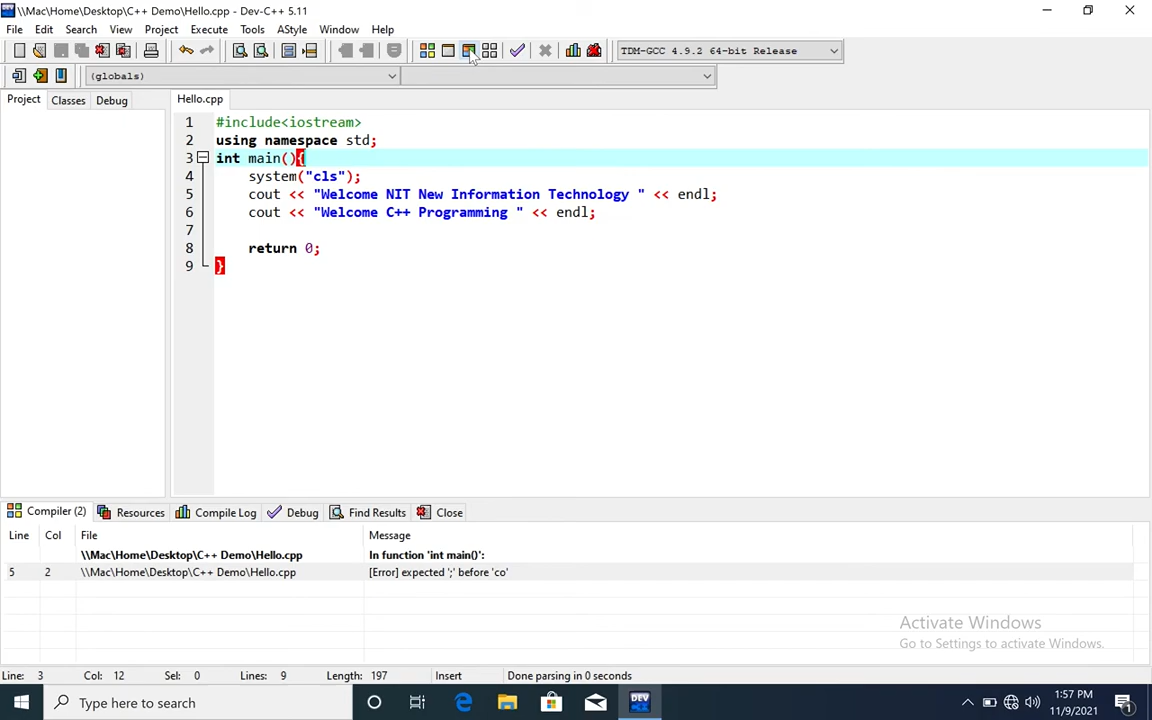 \\Mac\Home\Desktop\C++ Demo\Hello.cpp - Dev-C++ 5.11
File Edit Search View Project Execute Tools AStyle Window Help
TDM-GCC 4.9.2 64-bit Release
(globals)
Project Classes Debug Hello.cpp
1 #include<iostream>
2 using namespace std;
3 int main(){
4 system("cls");
5 cout << "Welcome NIT New Information Technology " << endl;
6 cout << "Welcome C++ Programming " << endl;
7
8 return 0;
9 }
Compiler (2) Resources Compile Log Debug Find Results Close
Line Col File Message
\\Mac\Home\Desktop\C++ Demo\Hello.cpp In function 'int main()':
5 2 \\Mac\Home\Desktop\C++ Demo\Hello.cpp [Error] expected ';' before 'co'
Activate Windows
Go to Settings to activate Windows.
Line: 3 Col: 12 Sel: 0 Lines: 9 Length: 197 Insert Done parsing in 0 seconds
Type here to search
DEV
1:57 PM
11/9/2021
1